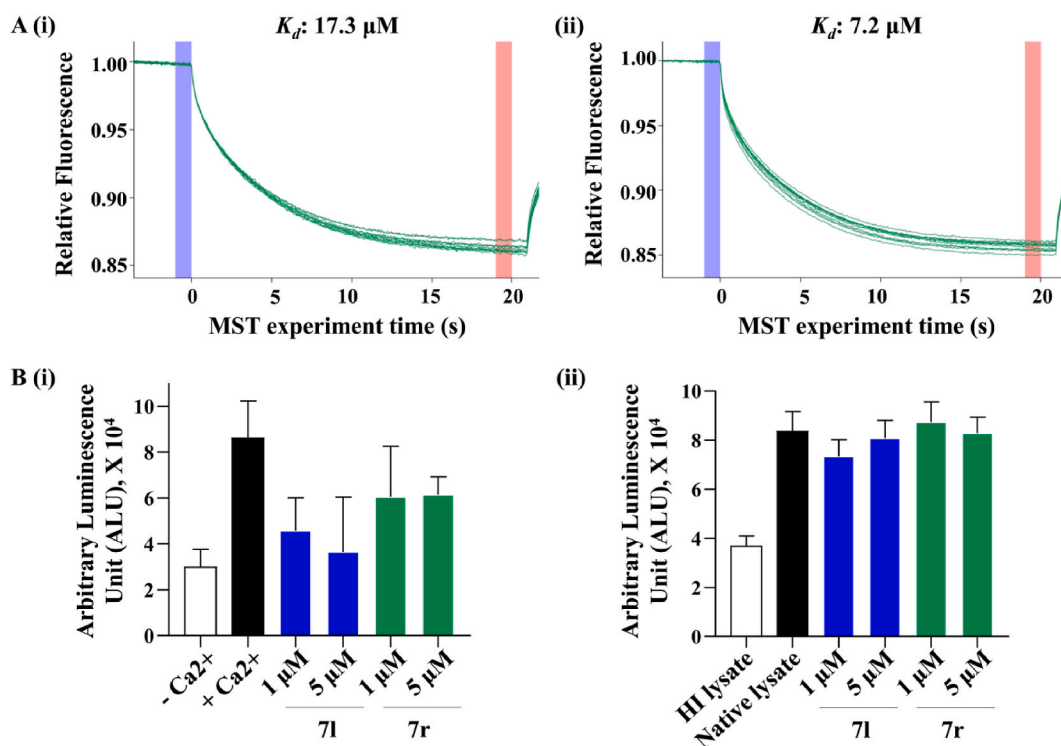 A (i)
K_d: 17.3 μM
Relative Fluorescence
1.00
0.95
0.90
0.85
0
5
10
15
20
MST experiment time (s)
(ii)
K_d: 7.2 μM
Relative Fluorescence
1.00
0.95
0.90
0.85
0
5
10
15
20
MST experiment time (s)
B (i)
Arbitrary Luminescence
Unit (ALU), X 10⁴
10
8
6
4
2
0
- Ca2+
+ Ca2+
1 μM
5 μM
1 μM
5 μM
7l
7r
(ii)
Arbitrary Luminescence
Unit (ALU), X 10⁴
10
8
6
4
2
0
HI lysate
Native lysate
1 μM
5 μM
1 μM
5 μM
7l
7r